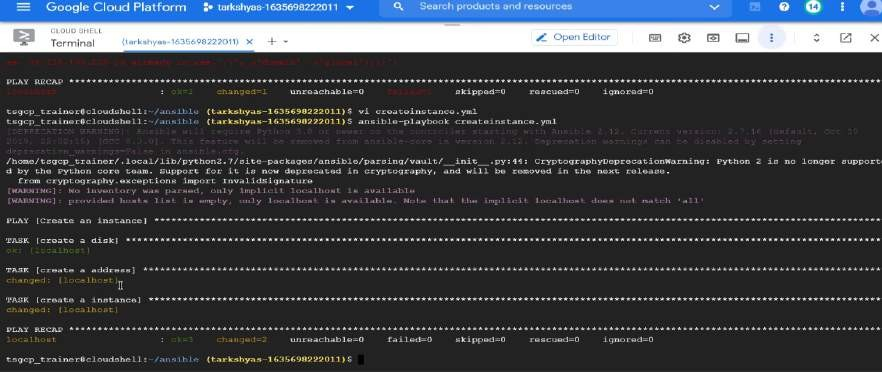 Google Cloud Platform tarkshyas-1635698222011 Search products and resources 14
CLOUD SHELL
Terminal (tarkshyas-1635698222011) Open Editor
PLAY RECAP
localhost : ok=2 changed=1 unreachable=0 skipped=0 rescued=0 ignored=0
tsgcp_trainer@cloudshell:~/ansible (tarkshyas-1635698222011)$ vi createinstance.yml
tsgcp_trainer@cloudshell:~/ansible (tarkshyas-1635698222011)$ ansible-playbook createinstance.yml
[DEPRECATION WARNING]: Ansible will require Python 3.8 or newer on the controller starting with Ansible 2.12. Current version: 2.7.16 (default, Oct 10
2019, 22:02:15) [GCC 8.3.0]. This feature will be removed from ansible-core in version 2.12. Deprecation warnings can be disabled by setting
deprecation_warnings=False in ansible.cfg.
/home/tsgcp_trainer/.local/lib/python2.7/site-packages/ansible/parsing/vault/__init__.py:44: CryptographyDeprecationWarning: Python 2 is no longer supporte
d by the Python core team. Support for it is now deprecated in cryptography, and will be removed in the next release.
from cryptography.exceptions import InvalidSignature
[WARNING]: No inventory was parsed, only implicit localhost is available
[WARNING]: provided hosts list is empty, only localhost is available. Note that the implicit localhost does not match 'all'
PLAY [Create an instance]
TASK [create a disk]
ok: [localhost]
TASK [create a address]
changed: [localhost]
TASK [create a instance]
changed: [localhost]
PLAY RECAP
localhost : ok=3 changed=2 unreachable=0 failed=0 skipped=0 rescued=0 ignored=0
tsgcp_trainer@cloudshell:~/ansible (tarkshyas-1635698222011)$